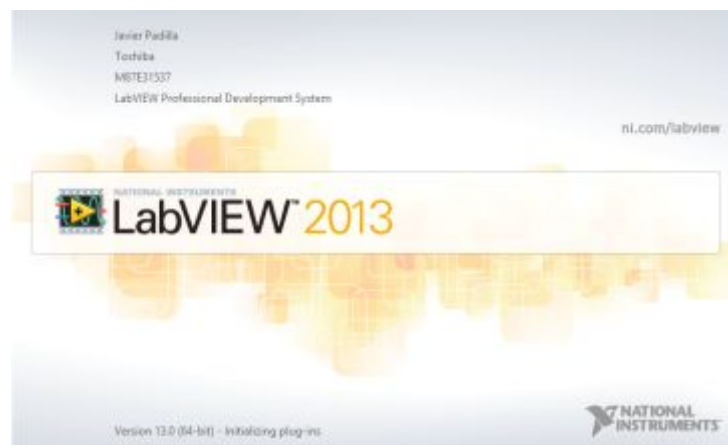 Javier Padilla
Toshiba
M87E31537
LabVIEW Professional Development System
ni.com/labview
NATIONAL INSTRUMENTS
LabVIEW™ 2013
Version 13.0 (64-bit) - Initializing plug-ins
NATIONAL
INSTRUMENTS